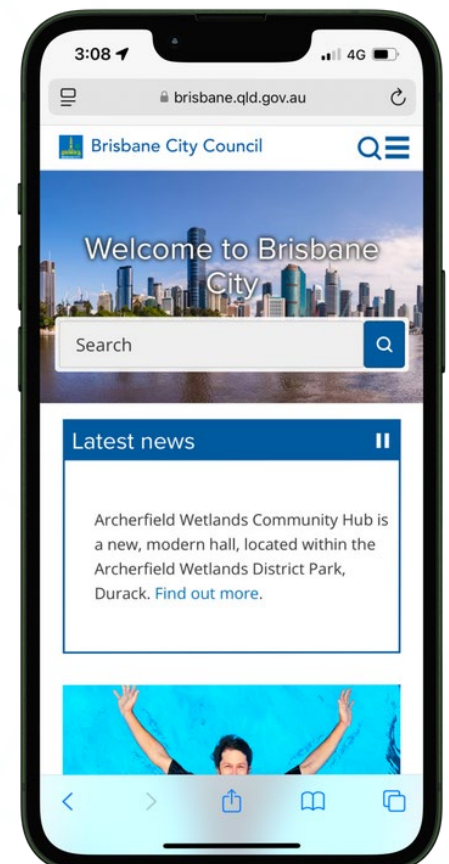 3:08
4G
brisbane.qld.gov.au
Brisbane City Council
Welcome to Brisbane
City
Search
Latest news
Archerfield Wetlands Community Hub is
a new, modern hall, located within the
Archerfield Wetlands District Park,
Durack. Find out more.